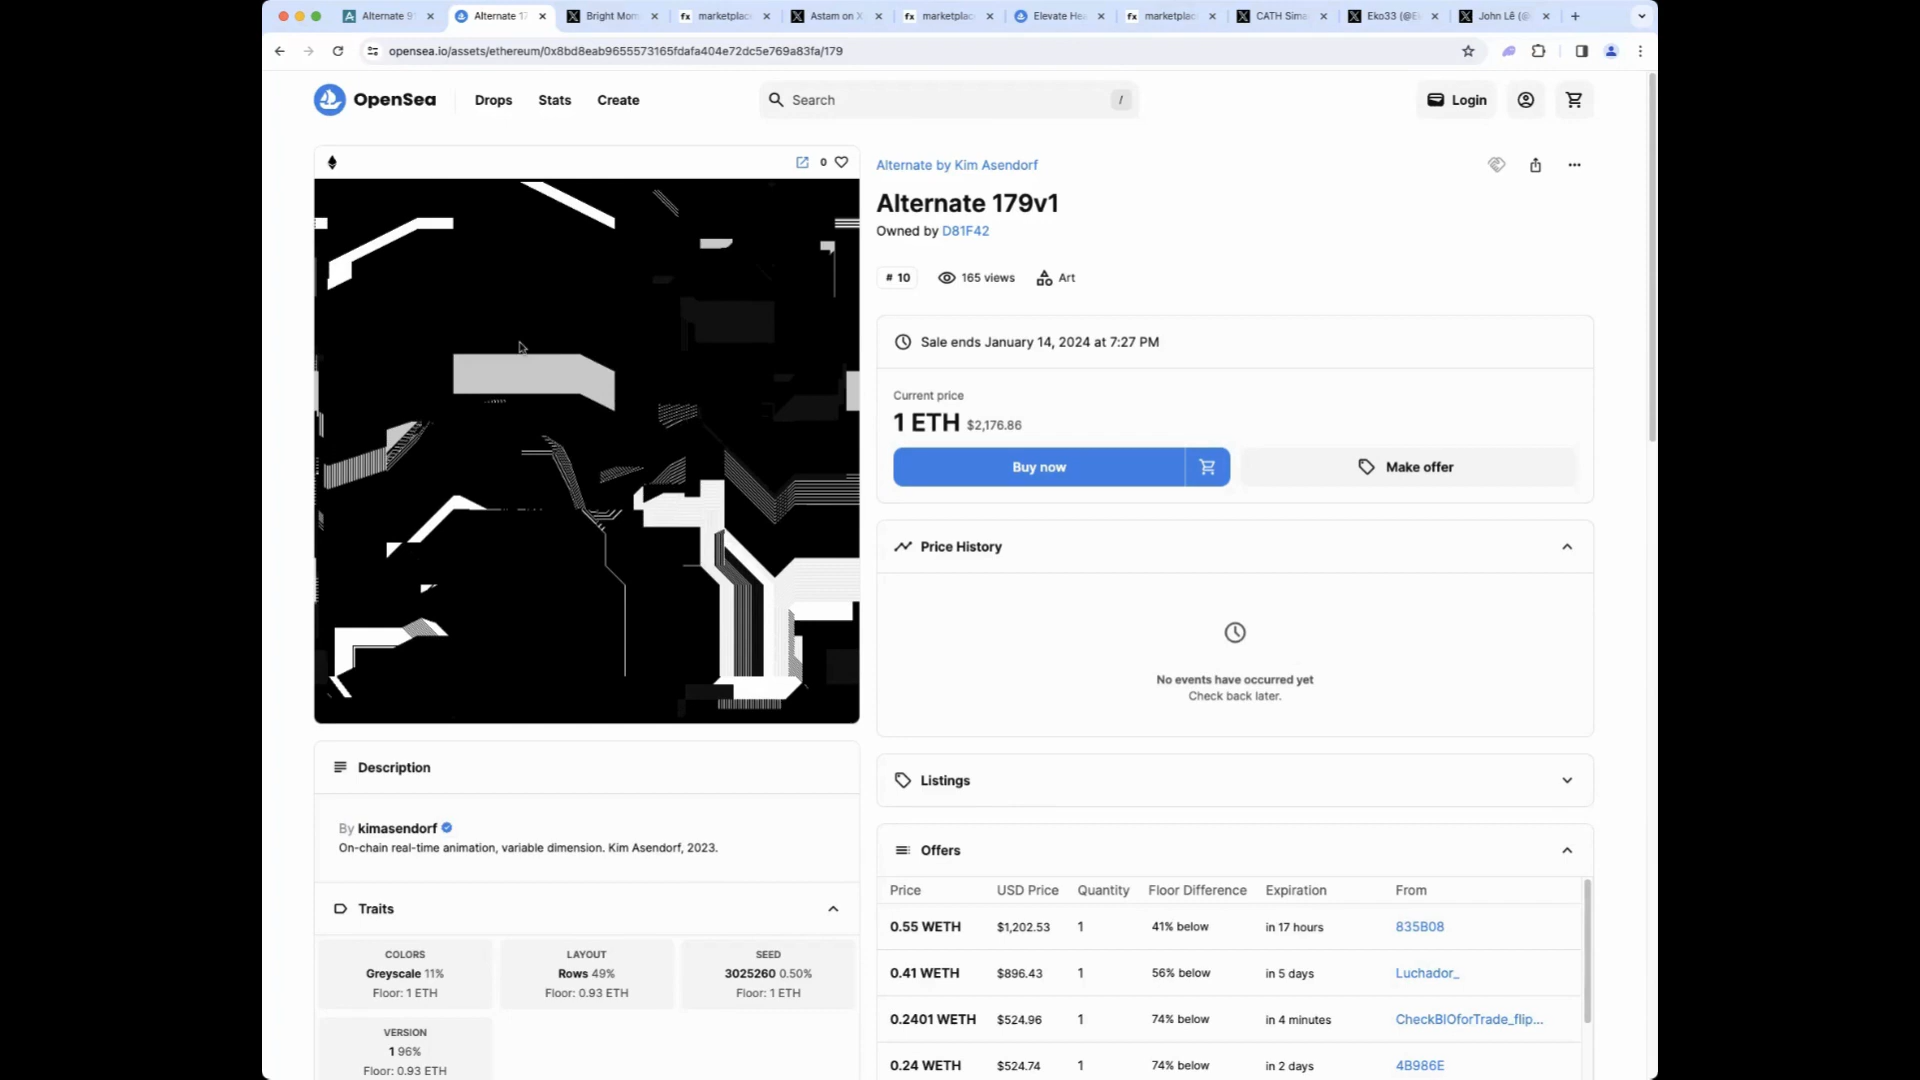 Alternate 9
Alternate 17
Bright Mom
marketplac
Astam on X
marketplac
Elevate Hea
marketplac
CATH Sima
Eko33 (@E
John Lê (@
opensea.io/assets/ethereum/0x8bd8eab9655573165fdafa404e72dc5e769a83fa/179
OpenSea
Drops
Stats
Create
Search
/
Login
0
Alternate by Kim Asendorf
Alternate 179v1
Owned by D81F42
# 10
165 views
Art
Sale ends January 14, 2024 at 7:27 PM
Current price
1 ETH $2,176.86
Buy now
Make offer
Price History
No events have occurred yet
Check back later.
Listings
Offers
Price USD Price Quantity Floor Difference Expiration From
0.55 WETH $1,202.53 1 41% below in 17 hours 835B08
0.41 WETH $896.43 1 56% below in 5 days Luchador_
0.2401 WETH $524.96 1 74% below in 4 minutes CheckBIOforTrade_flip...
0.24 WETH $524.74 1 74% below in 2 days 4B986E
Description
By kimasendorf
On-chain real-time animation, variable dimension. Kim Asendorf, 2023.
Traits
COLORS
Greyscale 11%
Floor: 1 ETH
LAYOUT
Rows 49%
Floor: 0.93 ETH
SEED
3025260 0.50%
Floor: 1 ETH
VERSION
1 96%
Floor: 0.93 ETH